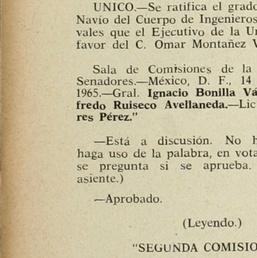 UNICO.—Se ratifica el grado
Navío del Cuerpo de Ingenieros
vales que el Ejecutivo de la Un
favor del C. Omar Montañez V
Sala de Comisiones de la
Senadores.—México, D. F., 14
1965.—Gral. Ignacio Bonilla Vá
fredo Ruiseco Avellaneda.—Lic
res Pérez."
—Está a discusión. No h
haga uso de la palabra, en vota
se pregunta si se aprueba.
asiente.)
—Aprobado.
(Leyendo.)
"SEGUNDA COMISIO